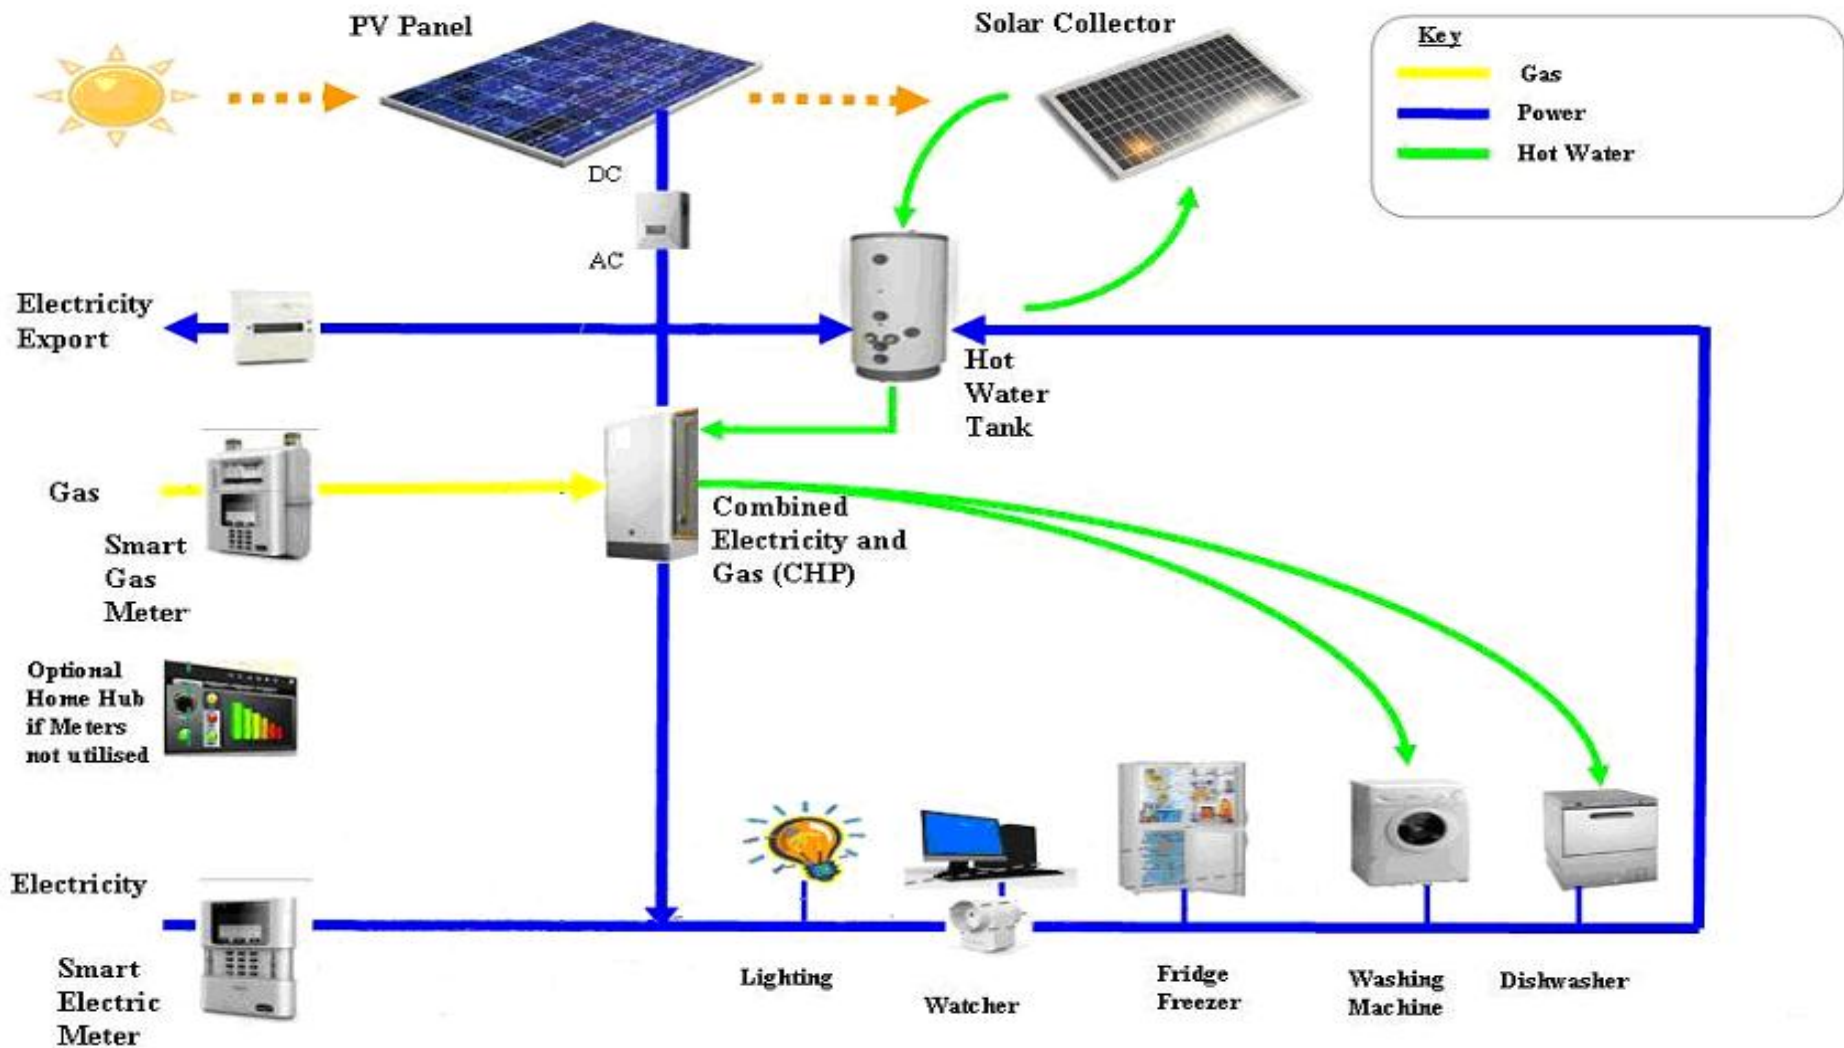 PV Panel
Solar Collector
Key
Gas
Power
Hot Water
DC
AC
Electricity
Export
Hot
Water
Tank
Gas
Smart
Gas
Meter
Combined
Electricity and
Gas (CHP)
Optional
Home Hub
if Meters
not utilised
Electricity
Smart
Electric
Meter
Lighting
Watcher
Fridge
Freezer
Washing
Machine
Dishwasher